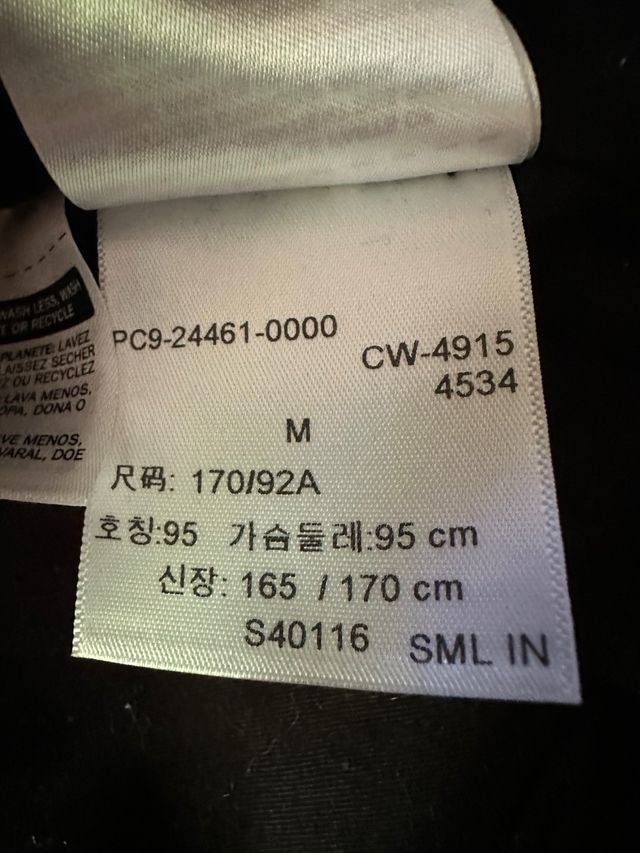 WASH LESS, WASH
OR RECYCLE
PLANETE: LAVEZ
LAISSEZ SECHER
OU RECYCLEZ
LAVA MENOS,
DONA O
MENOS,
VARAL, DOE
PC9-24461-0000
CW-4915
4534
M
尺码: 170/92A
호칭:95 가슴둘레:95 cm
신장: 165 / 170 cm
S40116 SML IN